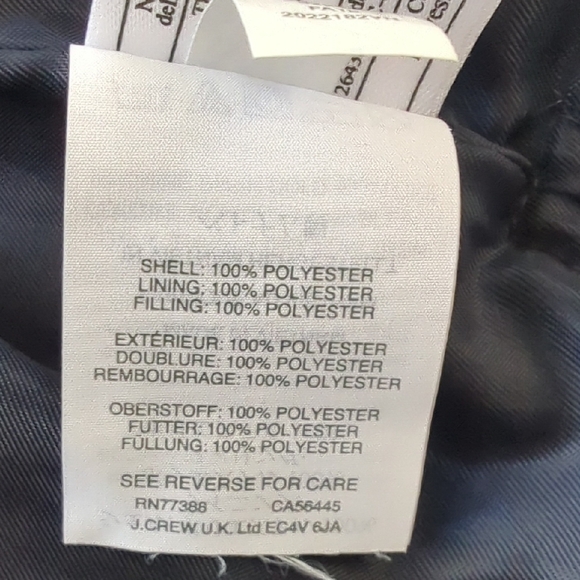 SHELL: 100% POLYESTER
LINING: 100% POLYESTER
FILLING: 100% POLYESTER
EXTÉRIEUR: 100% POLYESTER
DOUBLURE: 100% POLYESTER
REMBOURRAGE: 100% POLYESTER
OBERSTOFF: 100% POLYESTER
FUTTER: 100% POLYESTER
FÜLLUNG: 100% POLYESTER
SEE REVERSE FOR CARE
RN77388 CA56445
J.CREW U.K. Ltd EC4V 6JA